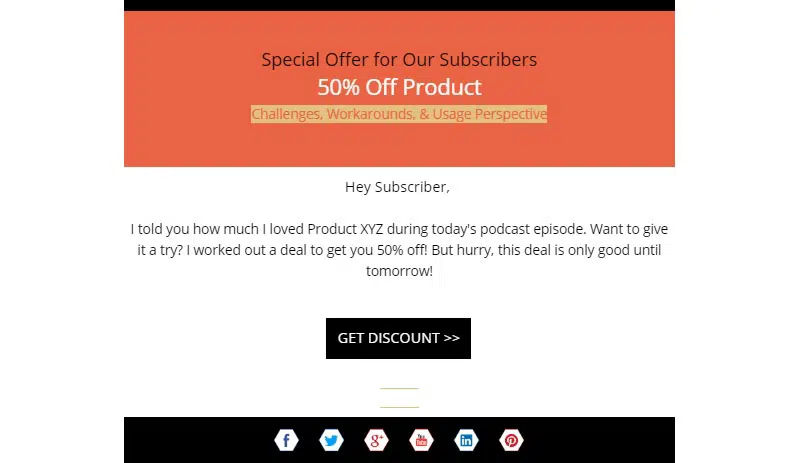 Special Offer for Our Subscribers
50% Off Product
Challenges, Workarounds, & Usage Perspective
Hey Subscriber,
I told you how much I loved Product XYZ during today's podcast episode. Want to give
it a try? I worked out a deal to get you 50% off! But hurry, this deal is only good until
tomorrow!
GET DISCOUNT >>